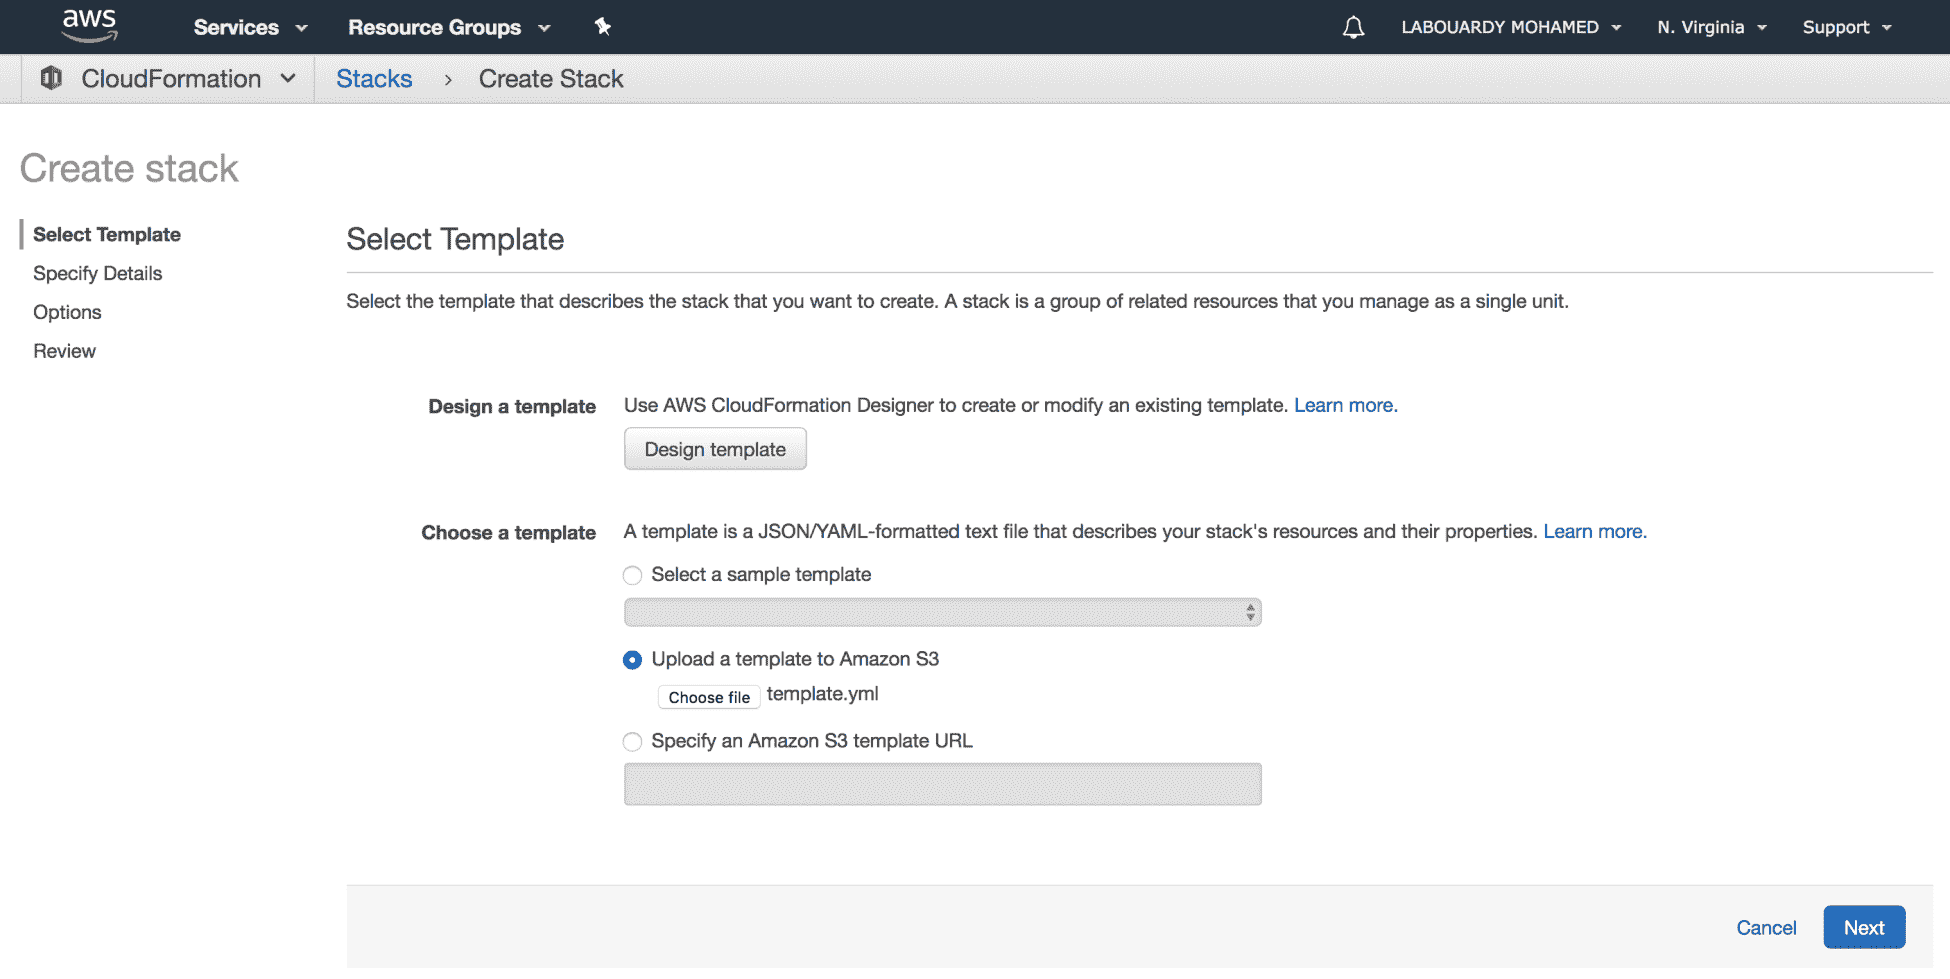 aws Services Resource Groups LABOUARDY MOHAMED N. Virginia Support
CloudFormation Stacks › Create Stack
Create stack
Select Template
Specify Details
Options
Review
Select Template
Select the template that describes the stack that you want to create. A stack is a group of related resources that you manage as a single unit.
Design a template Use AWS CloudFormation Designer to create or modify an existing template. Learn more.
Design template
Choose a template A template is a JSON/YAML-formatted text file that describes your stack's resources and their properties. Learn more.
Select a sample template
Upload a template to Amazon S3
Choose file template.yml
Specify an Amazon S3 template URL
Cancel Next